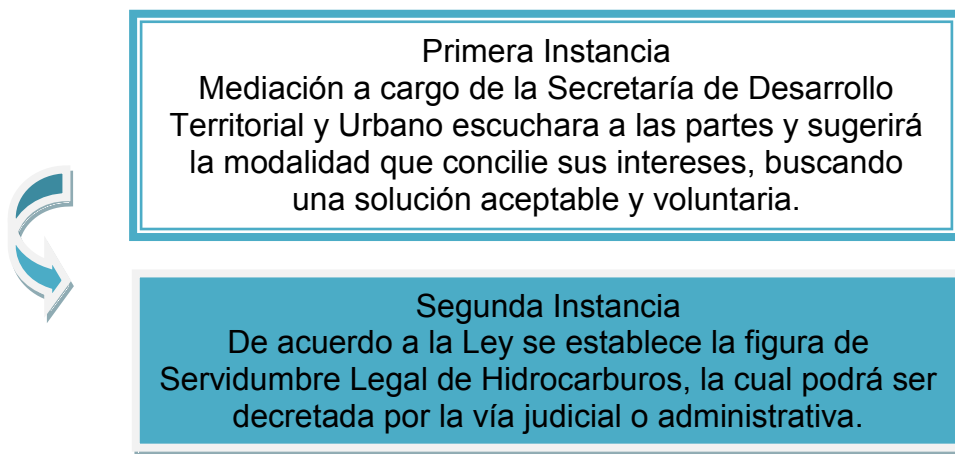 Primera Instancia
Mediación a cargo de la Secretaría de Desarrollo
Territorial y Urbano escuchara a las partes y sugerirá
la modalidad que concilie sus intereses, buscando
una solución aceptable y voluntaria.
Segunda Instancia
De acuerdo a la Ley se establece la figura de
Servidumbre Legal de Hidrocarburos, la cual podrá ser
decretada por la vía judicial o administrativa.